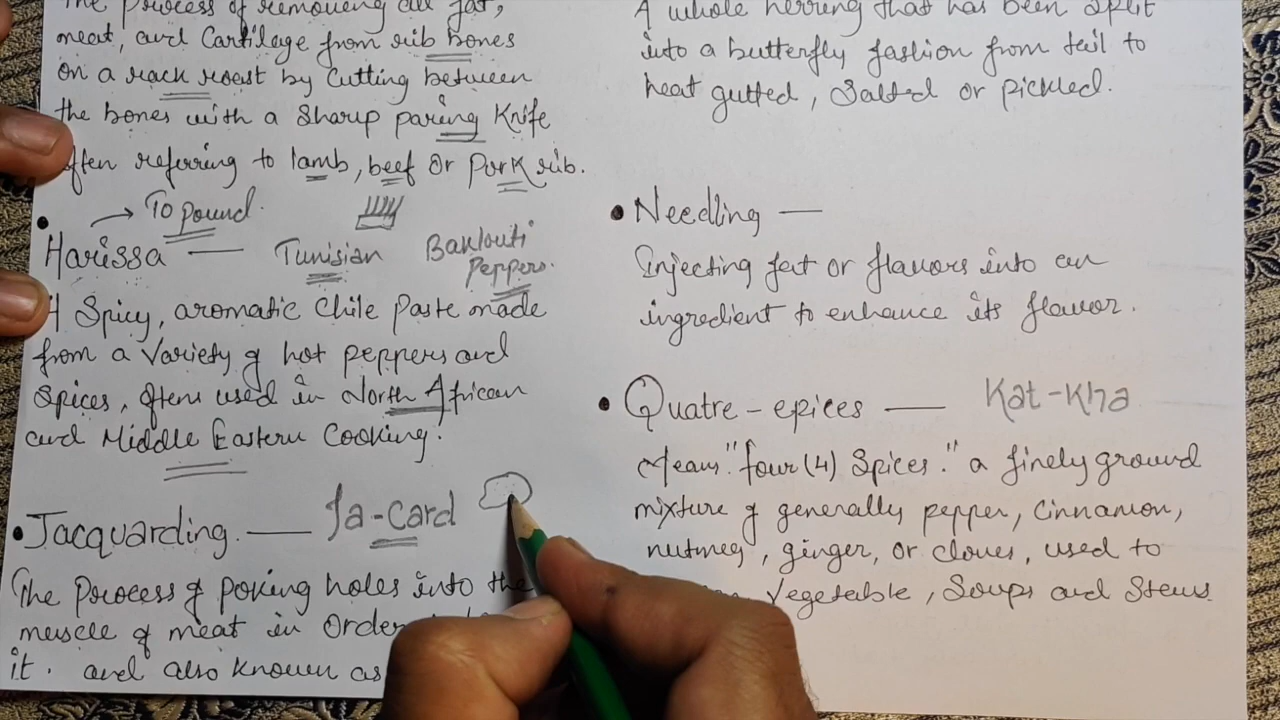 The process of removeing all fat,
meat, and Cartilage from rib bones
on a rack roast by Cutting between
the bones with a Sharp paring Knife
often referring to lamb, beef or Pork rib.
To pound.
Harissa — Tunisian Baklouti
Peppers.
A Spicy, aromatic Chile Paste made
from a Variety of hot peppers and
Spices, often used in North African
and Middle Eastern Cooking.
• Jacquarding — Ja-Card
The Process of poking holes into the
muscle of meat in Order
it. and also known as
A whole herring that has been Split
into a butterfly fashion from tail to
heat gutted, Salted or pickled.
• Needling —
Injecting fat or flavors into an
ingredient to enhance its flavor.
• Quatre-epices — Kat-Kha
Means "four (4) Spices." a finely ground
mixture of generally pepper, Cinnamon,
nutmeg, ginger, or cloves, used to
Vegetable, Soups and Stews